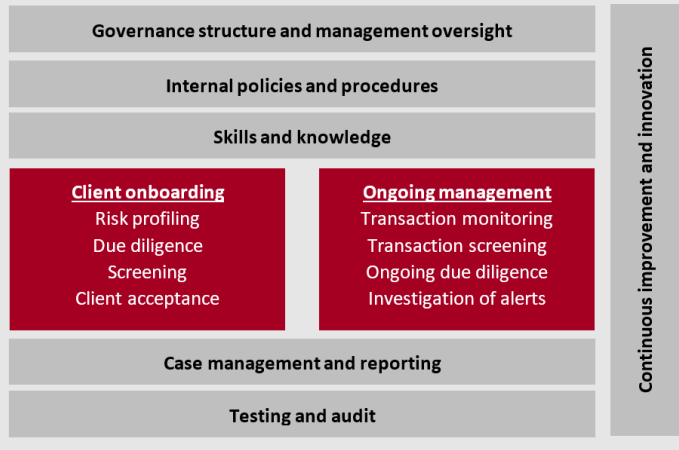 Governance structure and management oversight
Internal policies and procedures
Skills and knowledge
Client onboarding
Risk profiling
Due diligence
Screening
Client acceptance
Ongoing management
Transaction monitoring
Transaction screening
Ongoing due diligence
Investigation of alerts
Case management and reporting
Testing and audit
Continuous improvement and innovation